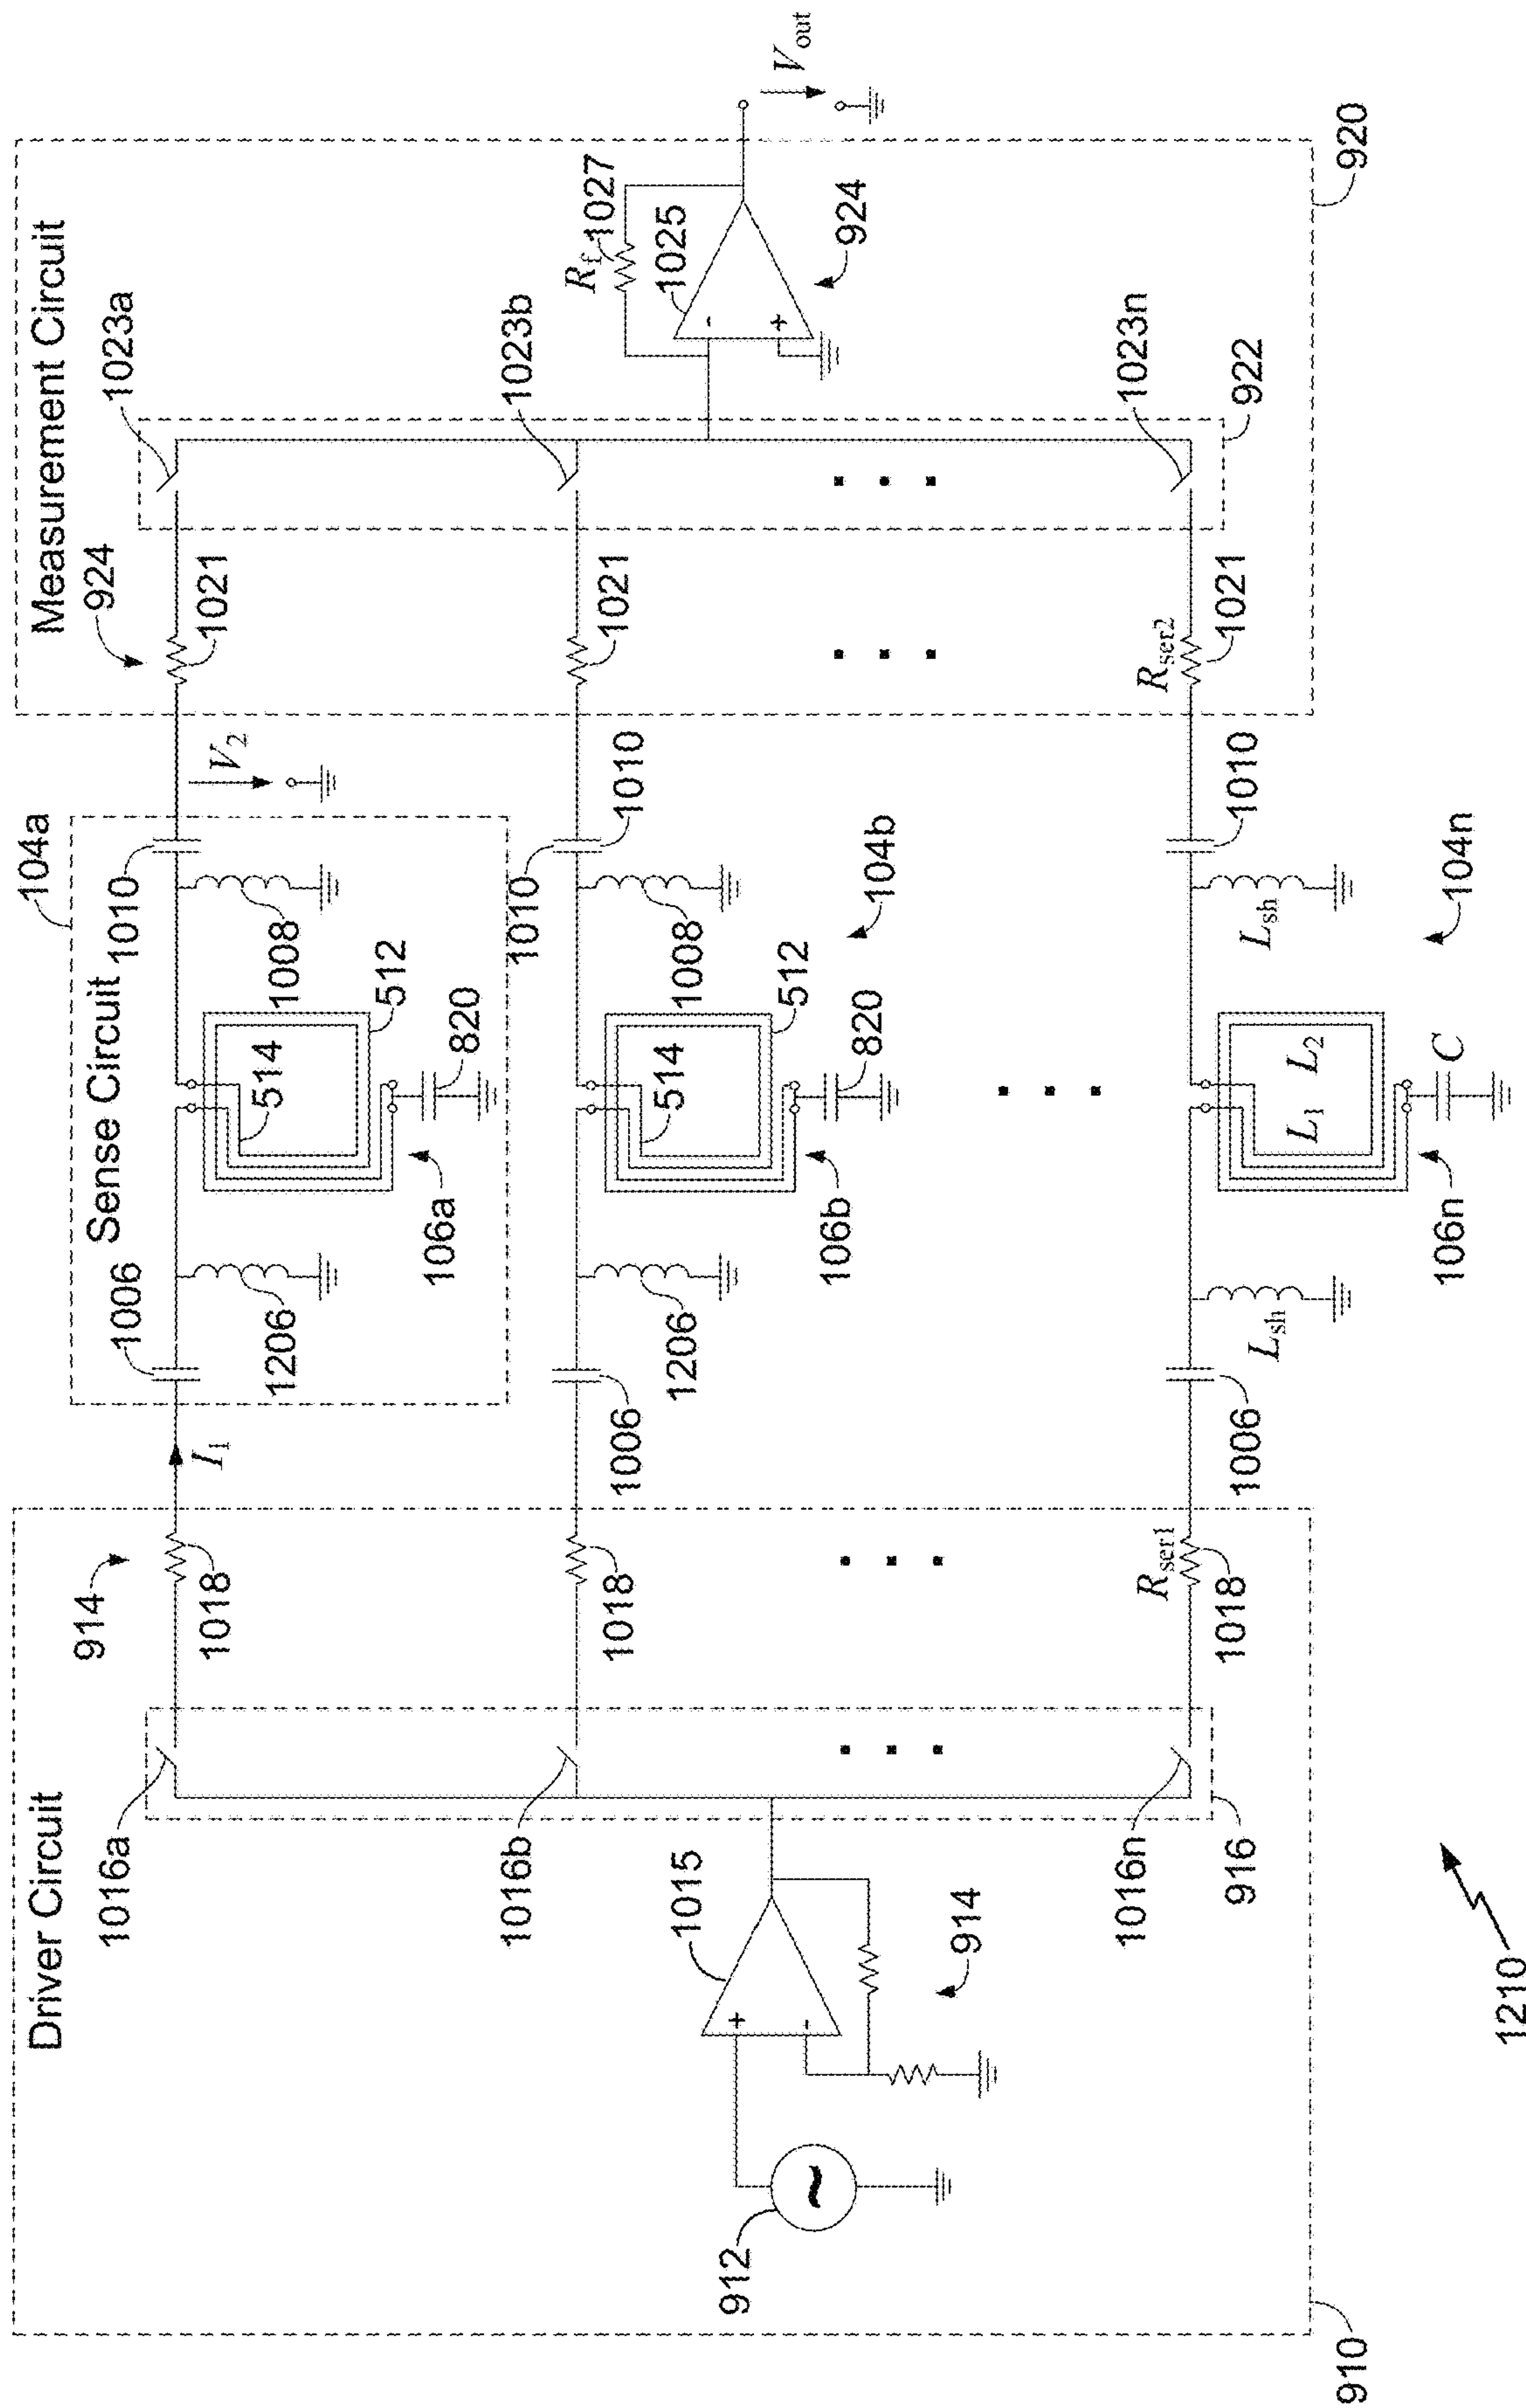 Driver Circuit
1016a
914
1018
I1
1016b
1018
1015
914
912
1016n
Rser1
1018
916
910
Sense Circuit
104a
1006
1206
514
1008
1010
512
820
106a
V2
1006
1206
514
1008
1010
1010
512
820
106b
104b
1006
Lsh
L1
L2
Lsh
1010
C
106n
104n
Measurement Circuit
924
1021
1023a
1021
1023b
Rf
1027
1025
924
Vout
Rser2
1021
1023n
922
920
1210
+
-
~
-
+